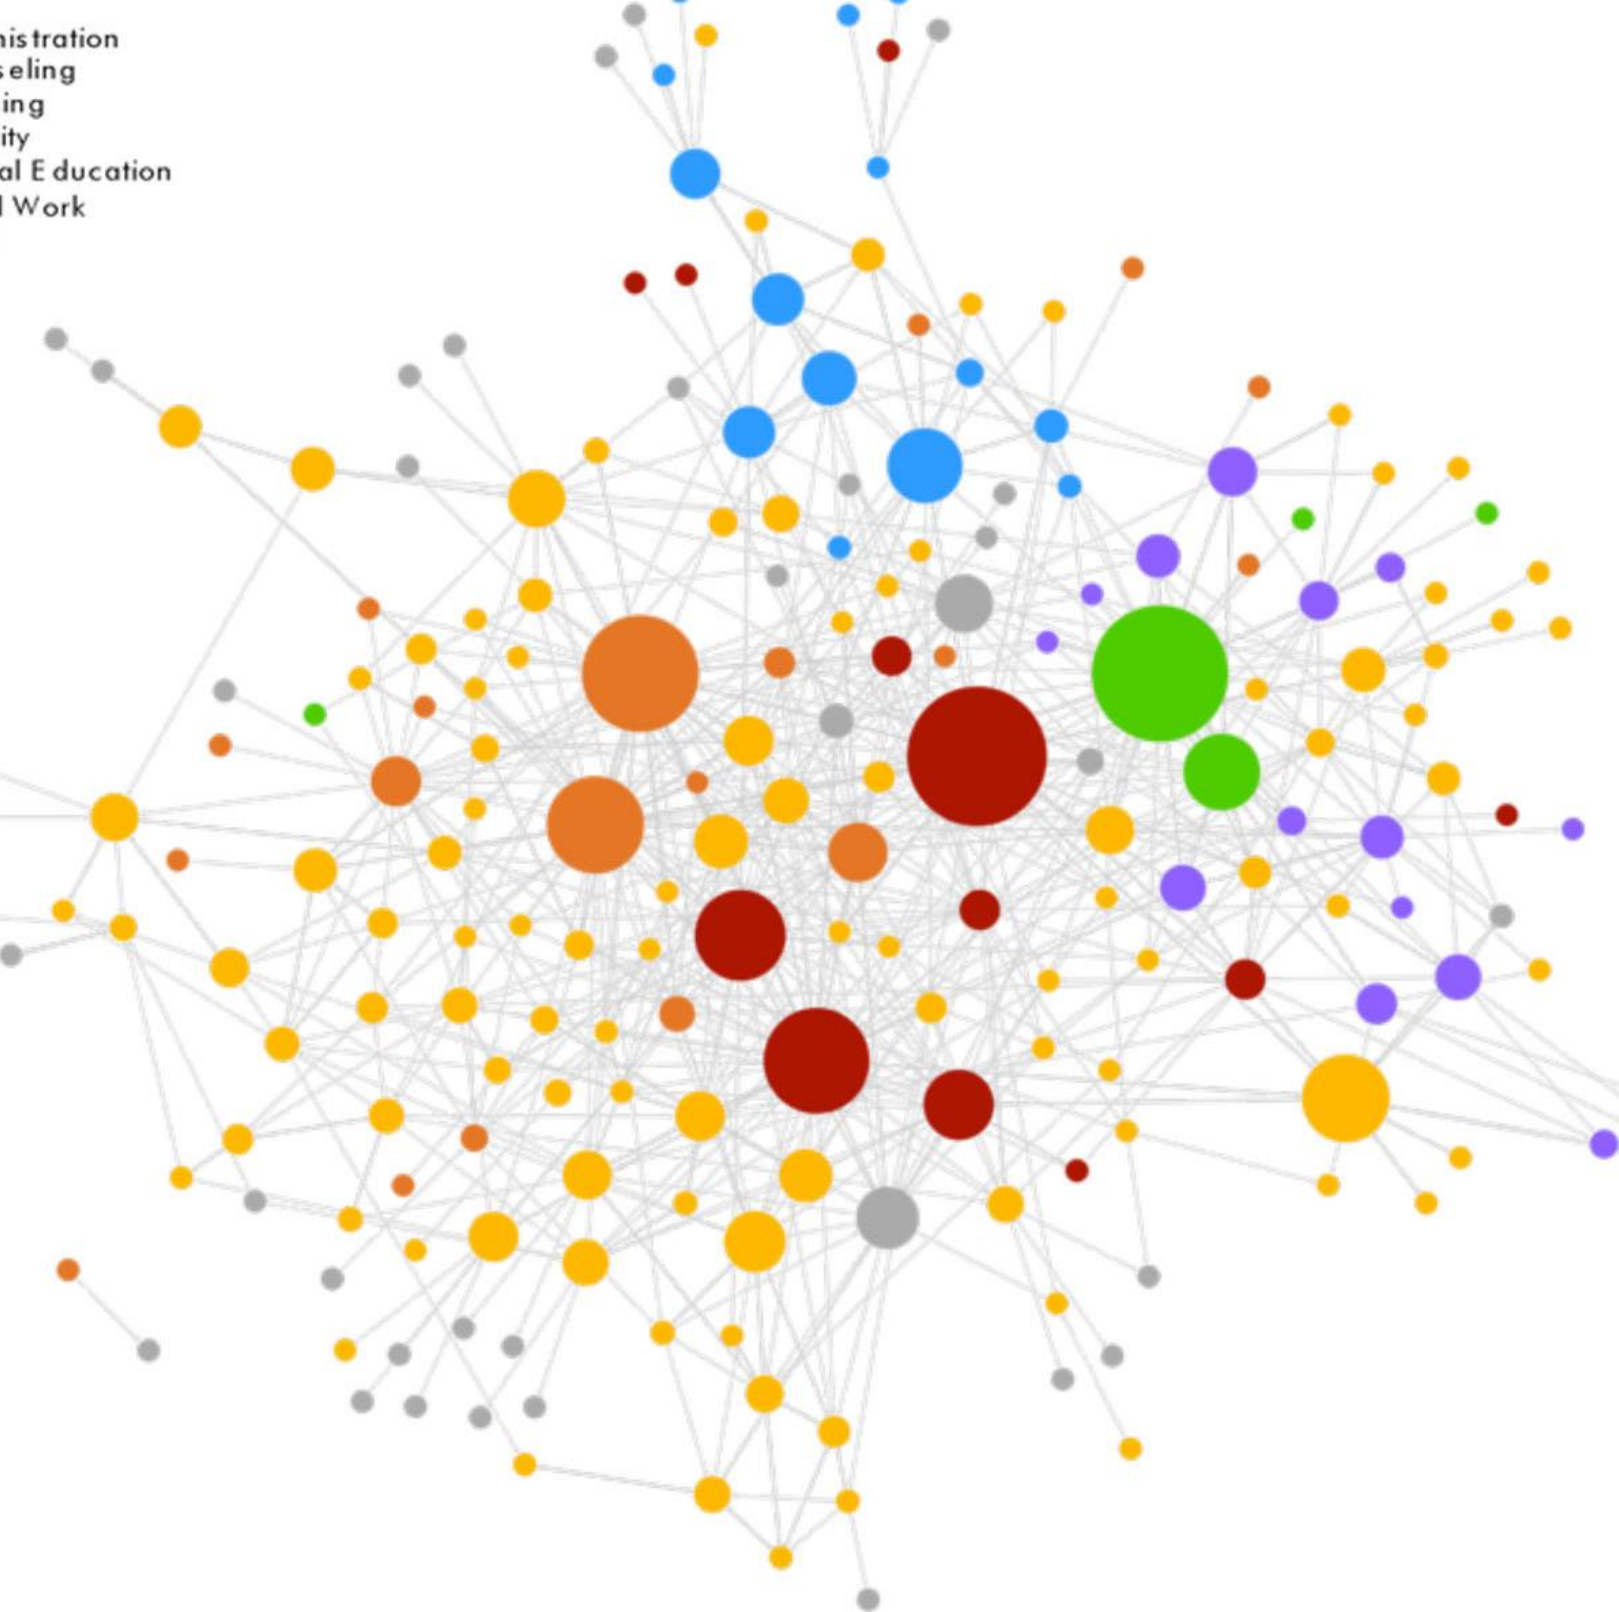 nistration
seling
ing
ity
al Education
l Work